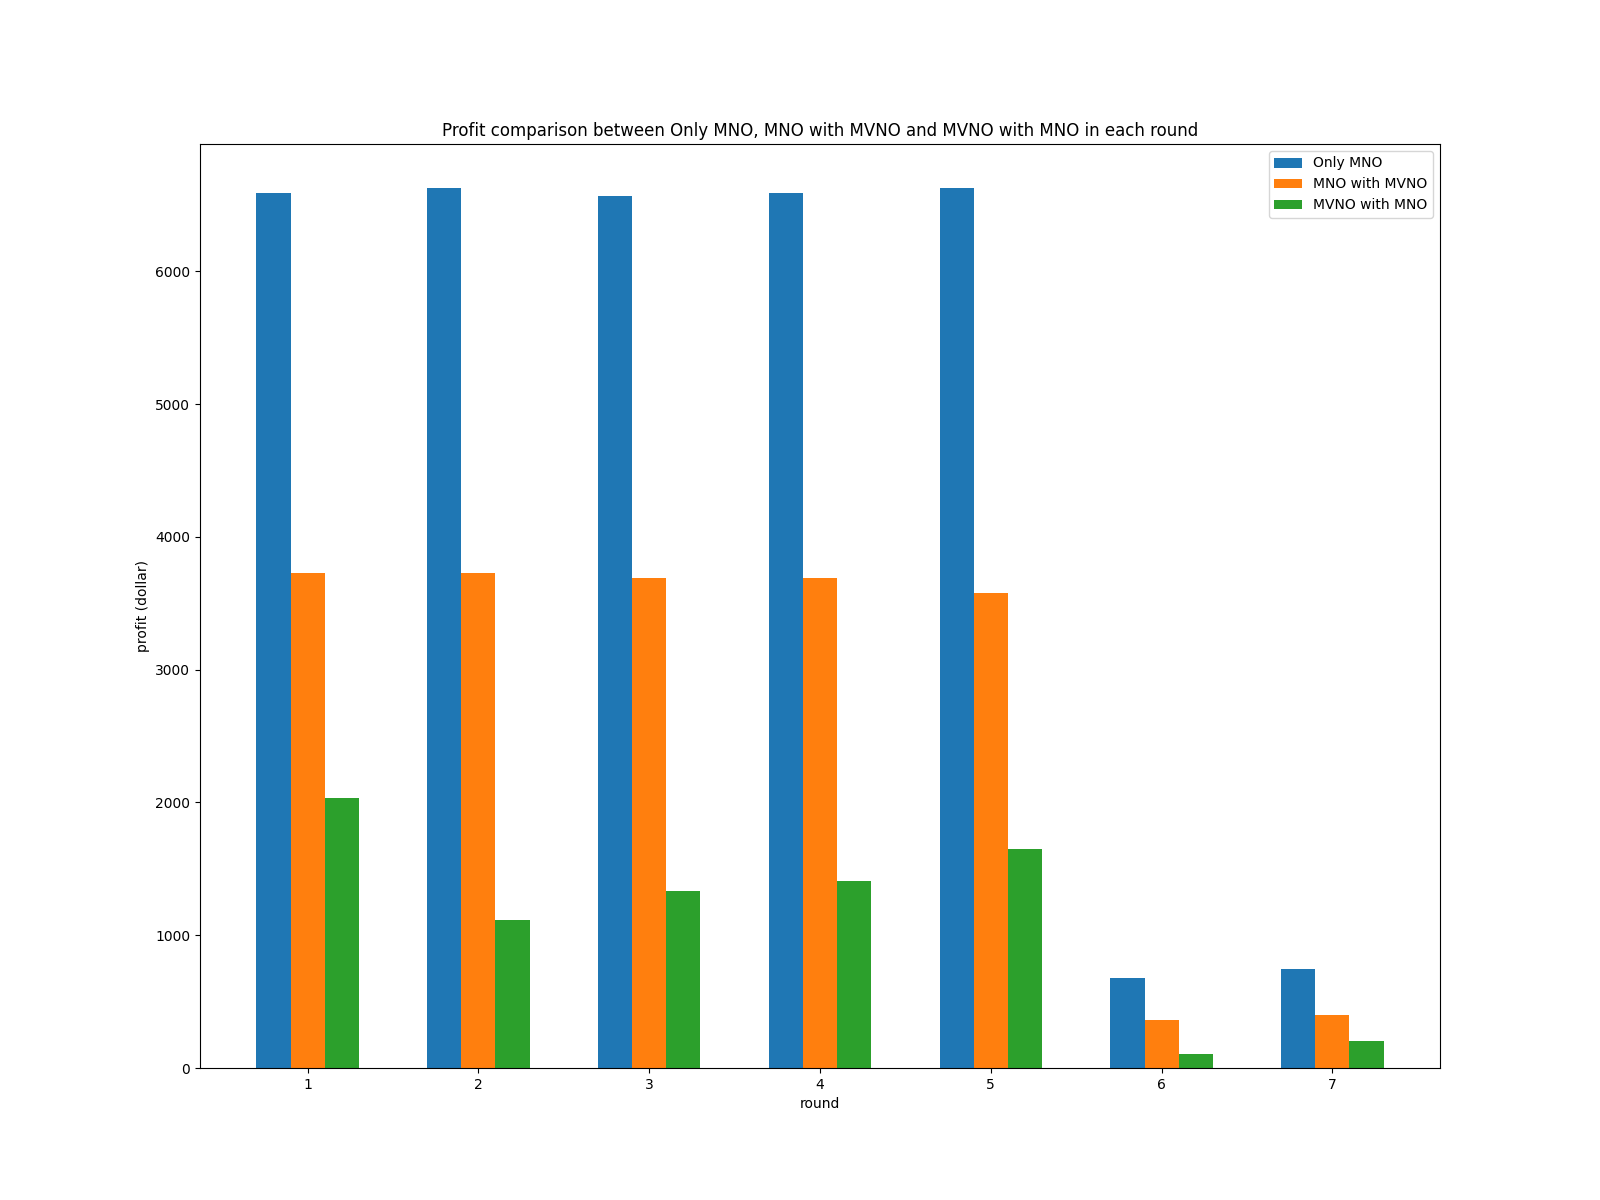 Profit comparison between Only MNO, MNO with MVNO and MVNO with MNO in each round
Only MNO
MNO with MVNO
MVNO with MNO
6000
5000
4000
3000
2000
1000
0
profit (dollar)
1 2 3 4 5 6 7
round